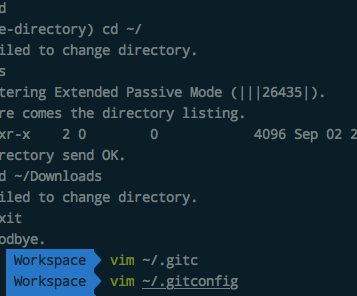 d
e-directory) cd ~/
iled to change directory.
s
tering Extended Passive Mode (|||26435|).
re comes the directory listing.
xr-x 2 0 0 4096 Sep 02 2
rectory send OK.
d ~/Downloads
iled to change directory.
xit
odbye.
Workspace vim ~/.gitc
Workspace vim ~/.gitconfig